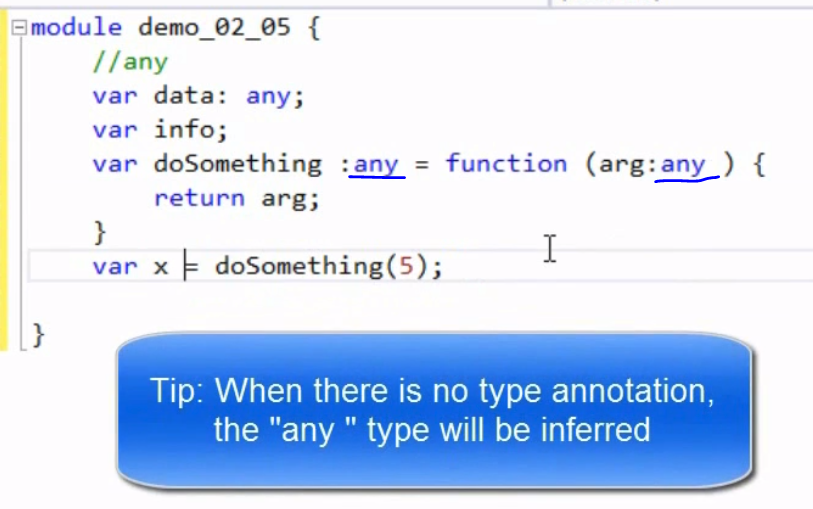 module demo_02_05 {
//any
var data: any;
var info;
var doSomething :any = function (arg:any ) {
return arg;
}
var x = doSomething(5);
}
Tip: When there is no type annotation,
the "any " type will be inferred